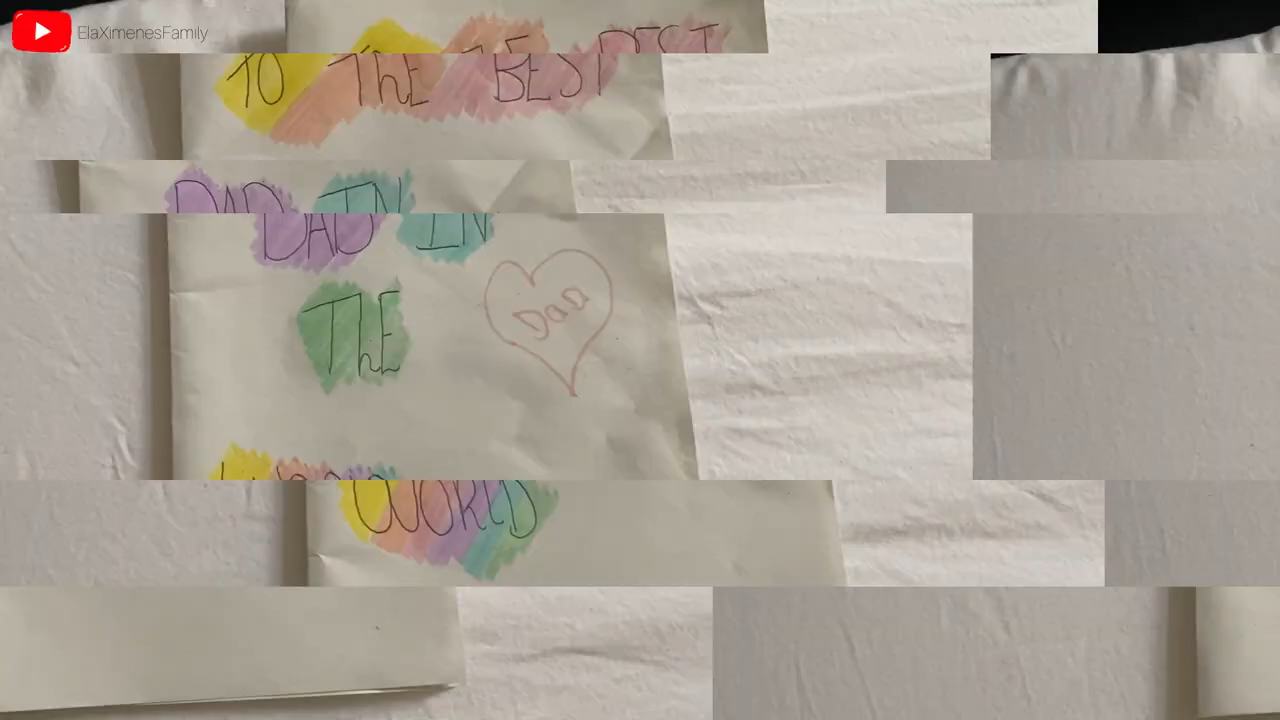 ElaXimenesFamily
TO THE BEST
DAD IN
THE
Dad
WORLD